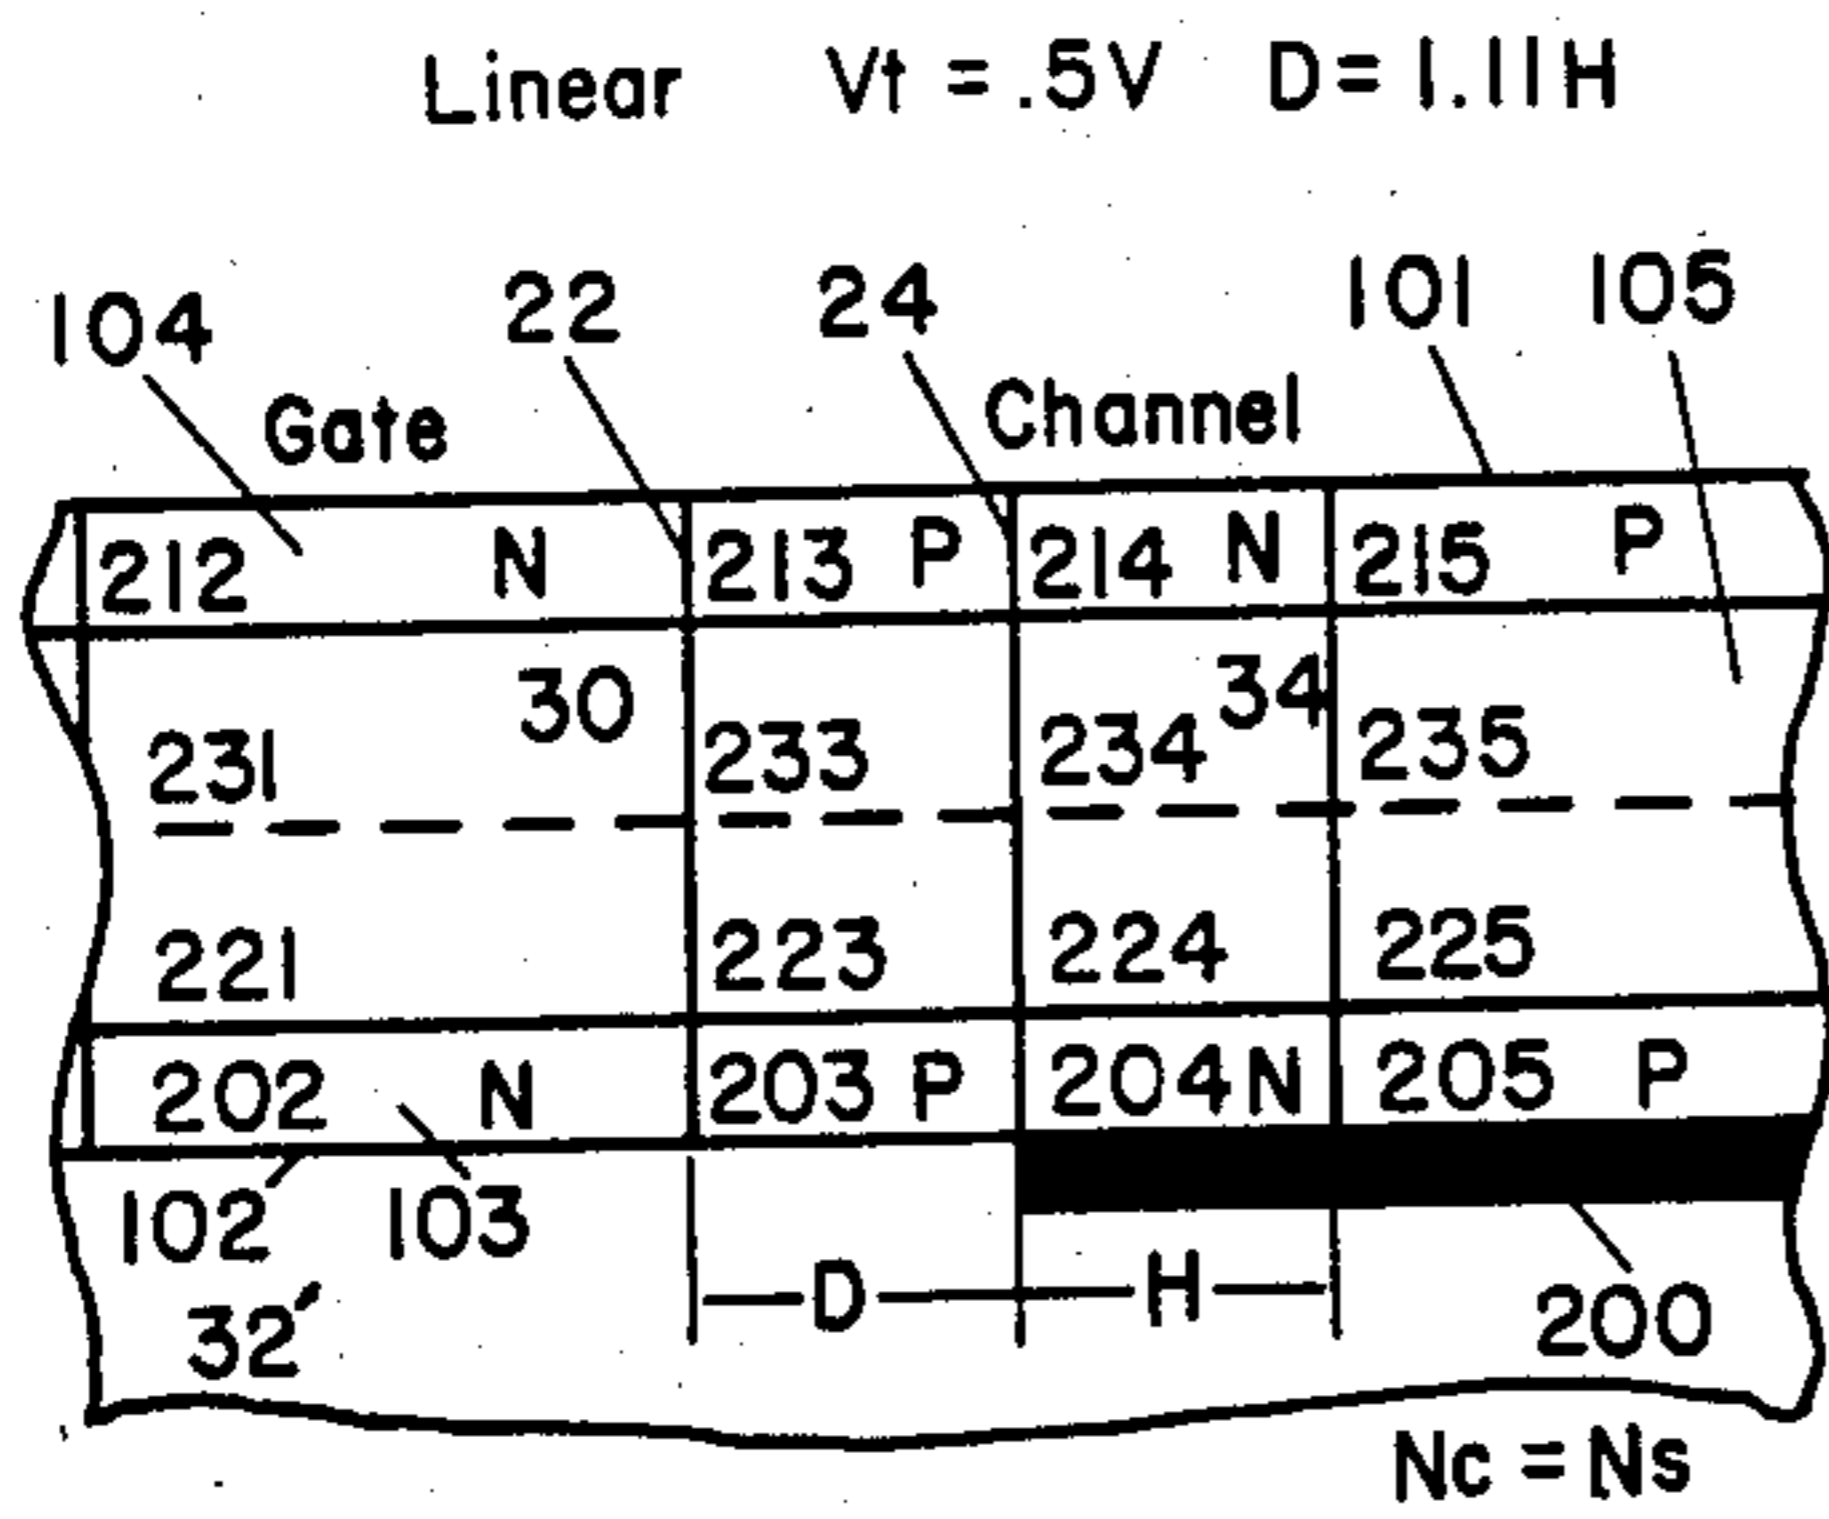 Linear Vt = .5V D = 1.11H
104 22 24 101 105
Gate Channel
212 N 213 P 214 N 215 P
30 34
231 233 234 235
221 223 224 225
202 N 203 P 204 N 205 P
102 103
D H
32' 200
Nc = Ns